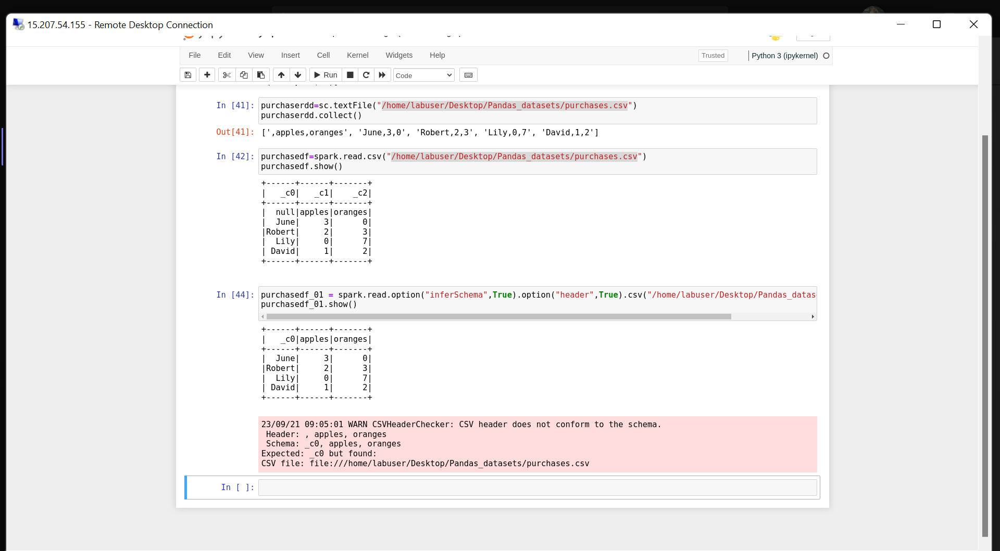 15.207.54.155 - Remote Desktop Connection
File Edit View Insert Cell Kernel Widgets Help
Trusted
Python 3 (ipykernel)
Run
Code
In [41]: purchaserdd=sc.textFile("/home/labuser/Desktop/Pandas_datasets/purchases.csv")
purchaserdd.collect()
Out[41]: [',apples,oranges', 'June,3,0', 'Robert,2,3', 'Lily,0,7', 'David,1,2']
In [42]: purchasedf=spark.read.csv("/home/labuser/Desktop/Pandas_datasets/purchases.csv")
purchasedf.show()
+------+------+-------+
|   _c0|   _c1|    _c2|
+------+------+-------+
|  null|apples|oranges|
|  June|     3|      0|
|Robert|     2|      3|
|  Lily|     0|      7|
| David|     1|      2|
+------+------+-------+
In [44]: purchasedf_01 = spark.read.option("inferSchema",True).option("header",True).csv("/home/labuser/Desktop/Pandas_datas
purchasedf_01.show()
+------+------+-------+
|   _c0|apples|oranges|
+------+------+-------+
|  June|     3|      0|
|Robert|     2|      3|
|  Lily|     0|      7|
| David|     1|      2|
+------+------+-------+
23/09/21 09:05:01 WARN CSVHeaderChecker: CSV header does not conform to the schema.
Header: , apples, oranges
Schema: _c0, apples, oranges
Expected: _c0 but found:
CSV file: file:///home/labuser/Desktop/Pandas_datasets/purchases.csv
In [ ]: